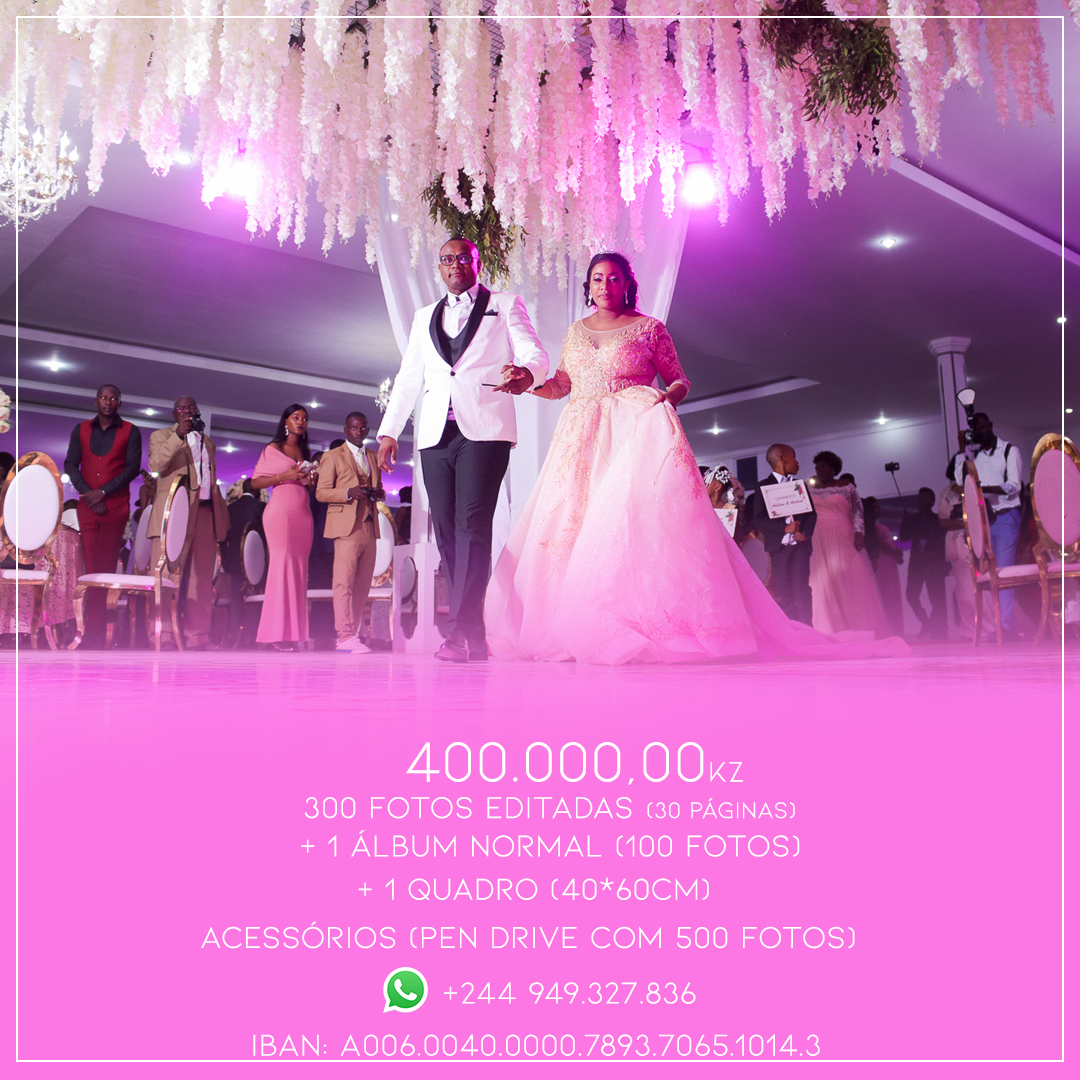 400.000,00KZ
300 FOTOS EDITADAS (30 PÁGINAS)
+ 1 ÁLBUM NORMAL (100 FOTOS)
+ 1 QUADRO (40*60CM)
ACESSÓRIOS (PEN DRIVE COM 500 FOTOS)
+244 949.327.836
IBAN: A006.0040.0000.7893.7065.1014.3